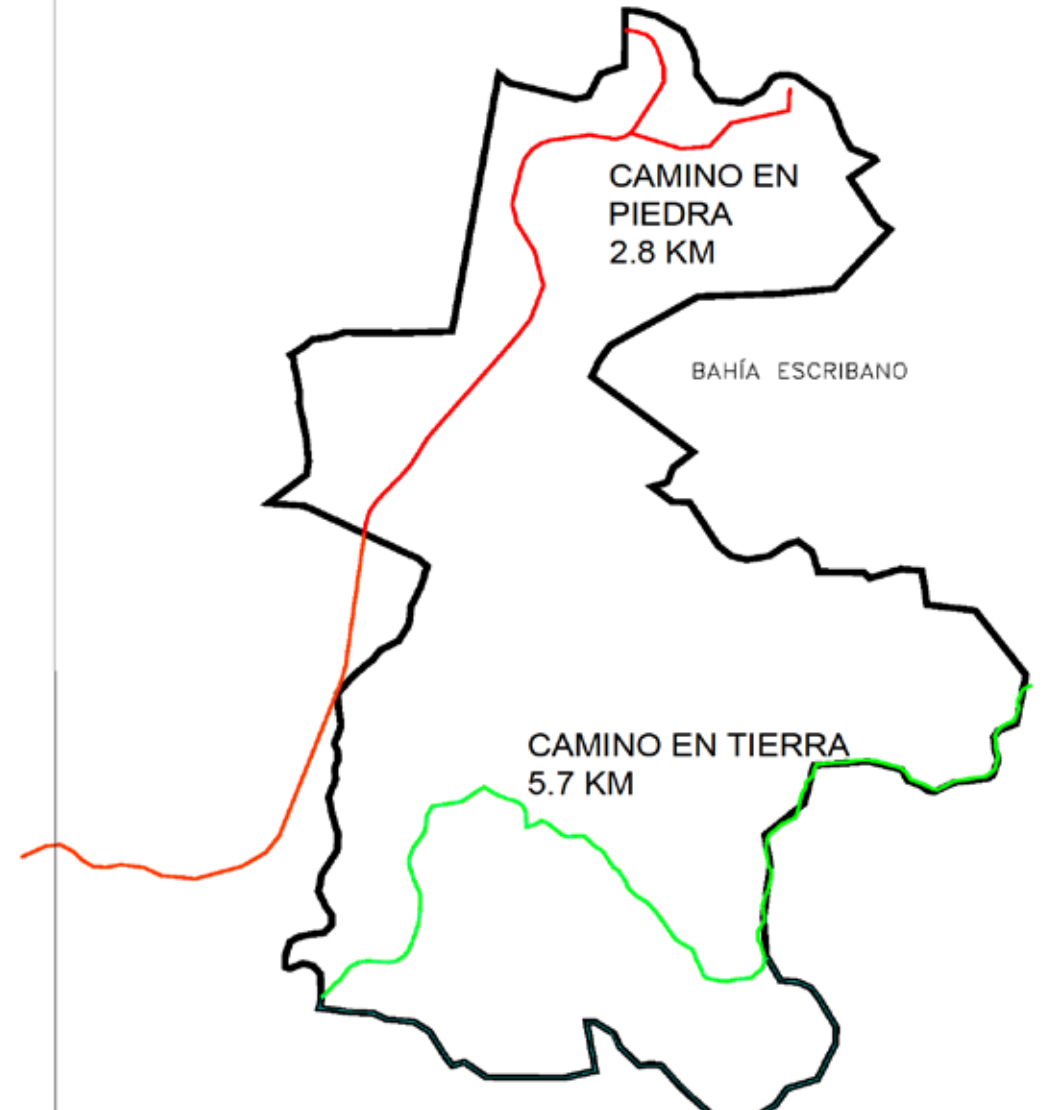 CAMINO EN
PIEDRA
2.8 KM
BAHÍA ESCRIBANO
CAMINO EN TIERRA
5.7 KM